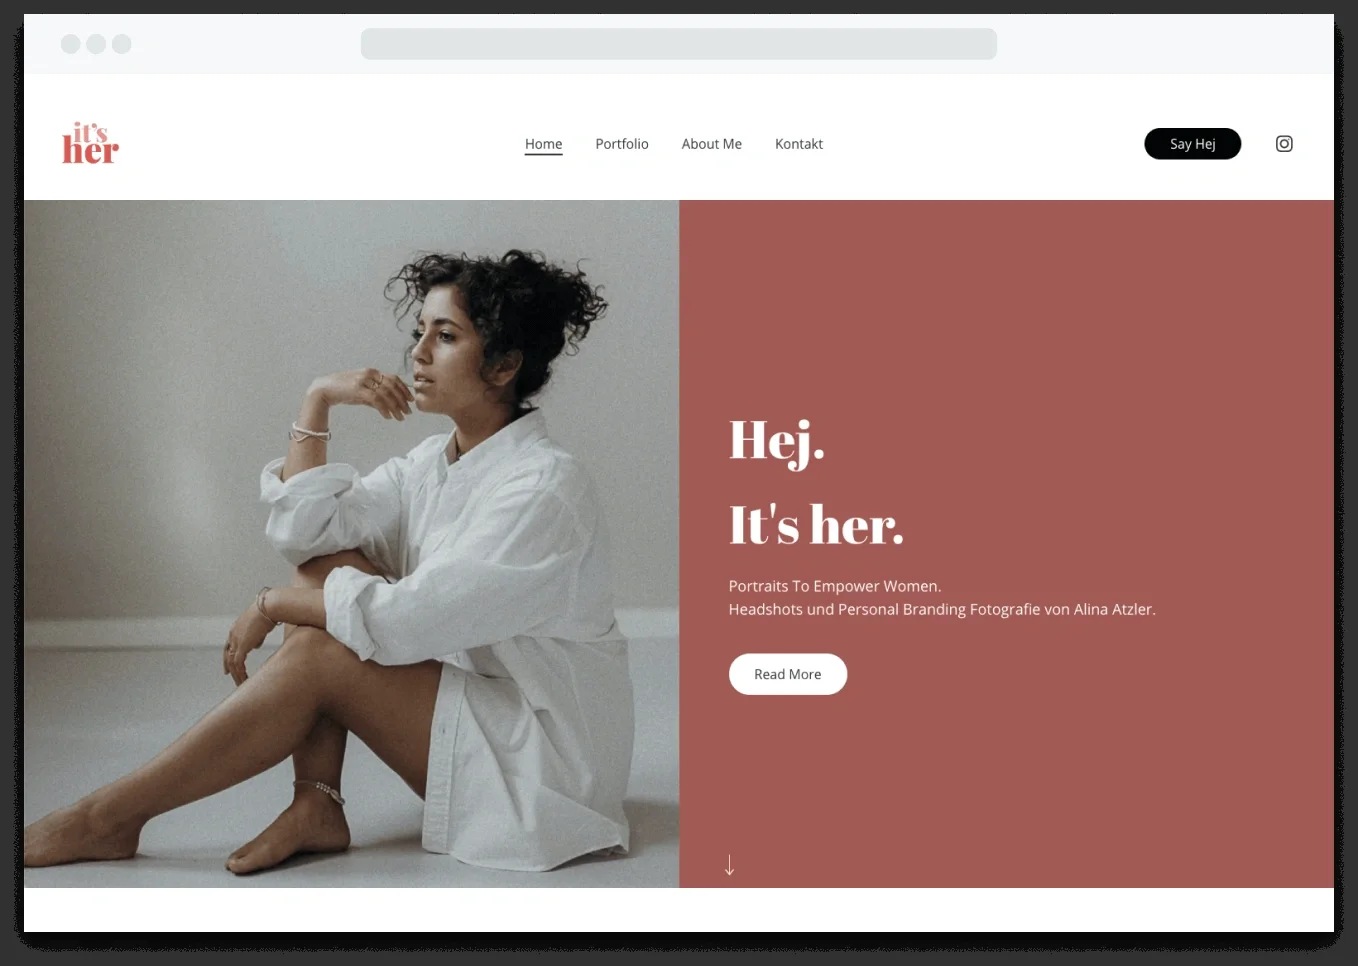 it's
her
Home Portfolio About Me Kontakt
Say Hej
Hej.
It's her.
Portraits To Empower Women.
Headshots und Personal Branding Fotografie von Alina Atzler.
Read More